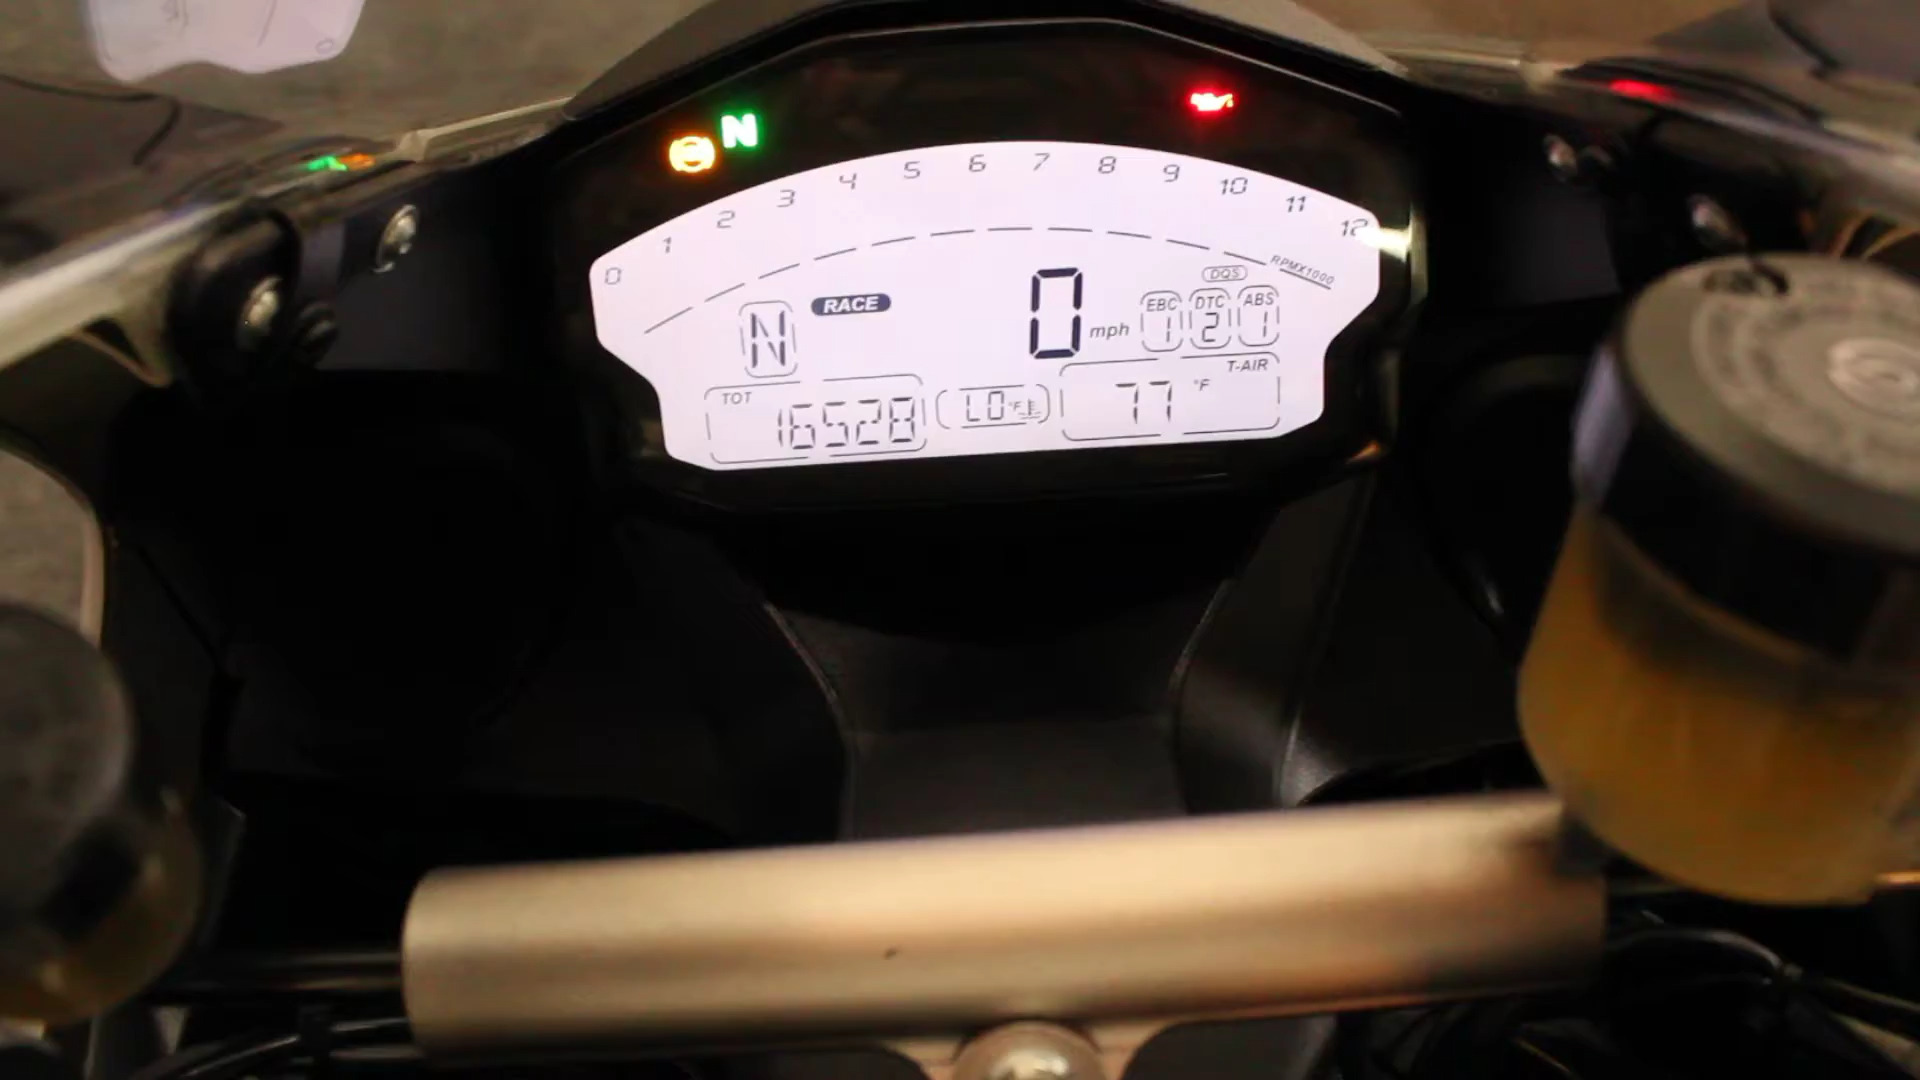 N
0 1 2 3 4 5 6 7 8 9 10 11 12
RPMX1000
DQS
N RACE 0 mph
EBC DTC ABS
1 2 1
TOT 16528
LO °F
T-AIR
77 °F